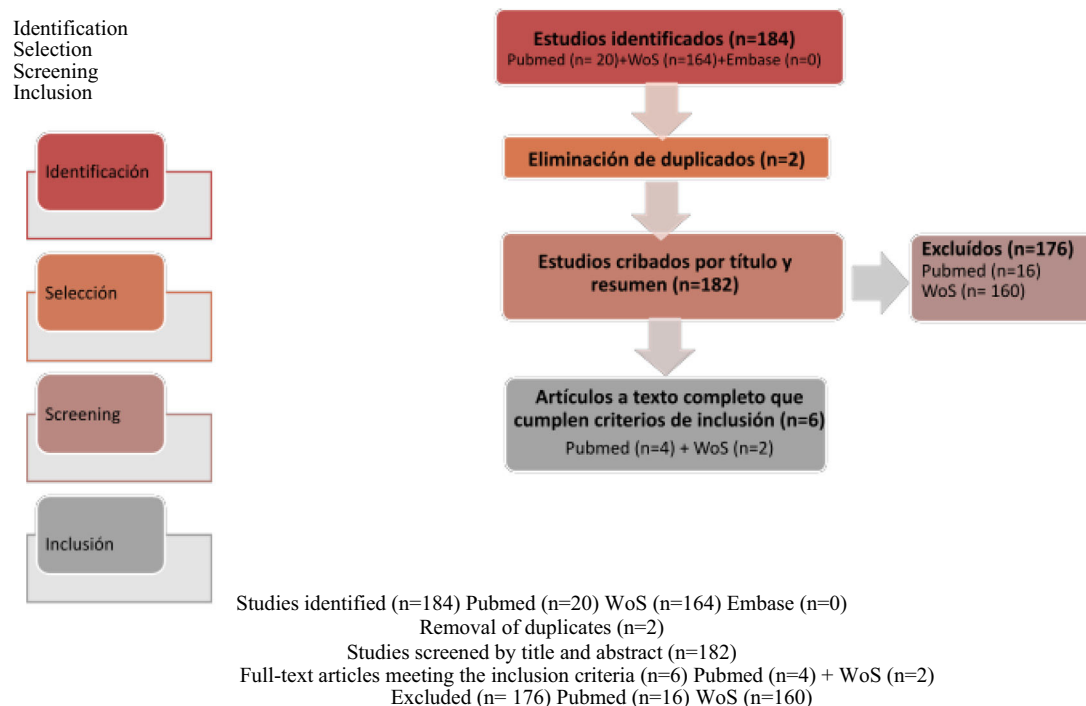 Identification
Selection
Screening
Inclusion
Identificación
Selección
Screening
Inclusión
Estudios identificados (n=184)
Pubmed (n= 20)+WoS (n=164)+Embase (n=0)
Eliminación de duplicados (n=2)
Estudios cribados por título y
resumen (n=182)
Excluídos (n=176)
Pubmed (n=16)
WoS (n= 160)
Artículos a texto completo que
cumplen criterios de inclusión (n=6)
Pubmed (n=4) + WoS (n=2)
Studies identified (n=184) Pubmed (n=20) WoS (n=164) Embase (n=0)
Removal of duplicates (n=2)
Studies screened by title and abstract (n=182)
Full-text articles meeting the inclusion criteria (n=6) Pubmed (n=4) + WoS (n=2)
Excluded (n= 176) Pubmed (n=16) WoS (n=160)